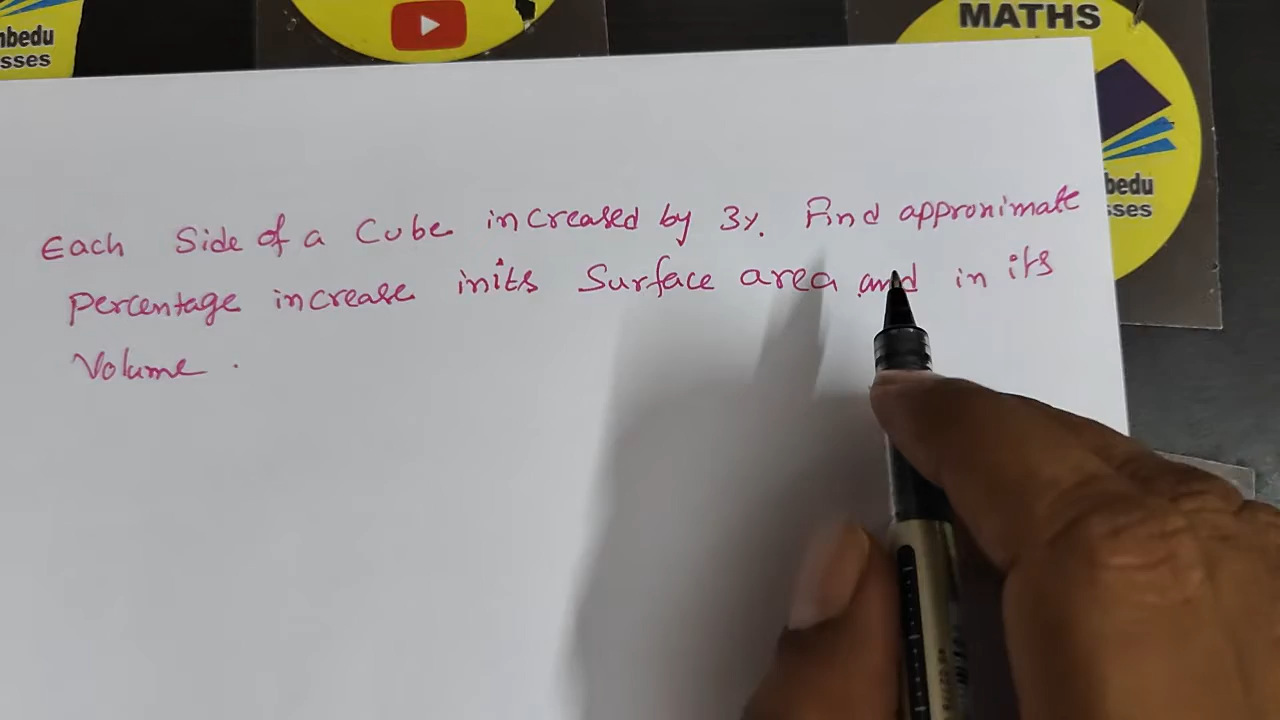 nbedu
sses
MATHS
bedu
sses
Each Side of a Cube increased by 3%. Find approximate
percentage increase in its Surface area and in its
Volume.